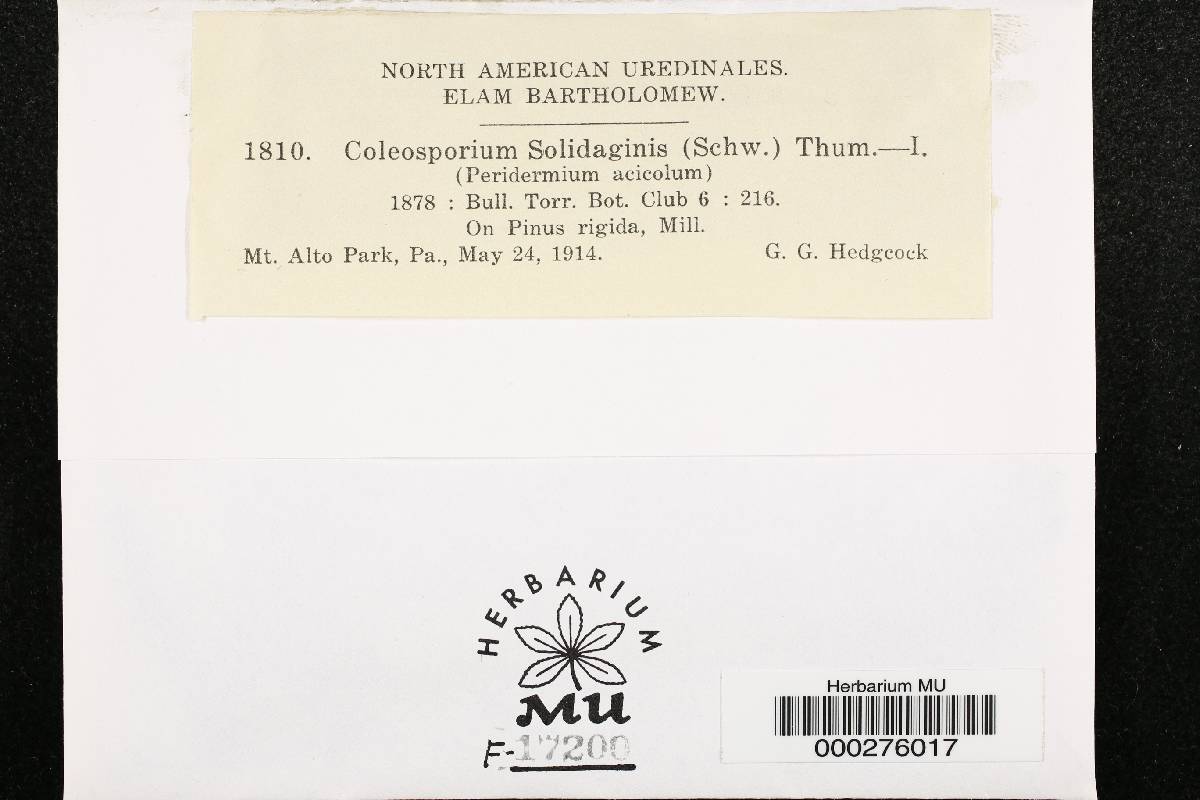 NORTH AMERICAN UREDINALES.
ELAM BARTHOLOMEW.
1810. Coleosporium Solidaginis (Schw.) Thum.—I.
(Peridermium acicolum)
1878 : Bull. Torr. Bot. Club 6 : 216.
On Pinus rigida, Mill.
Mt. Alto Park, Pa., May 24, 1914. G. G. Hedgcock
HERBARIUM
MU
F-17200
Herbarium MU
000276017